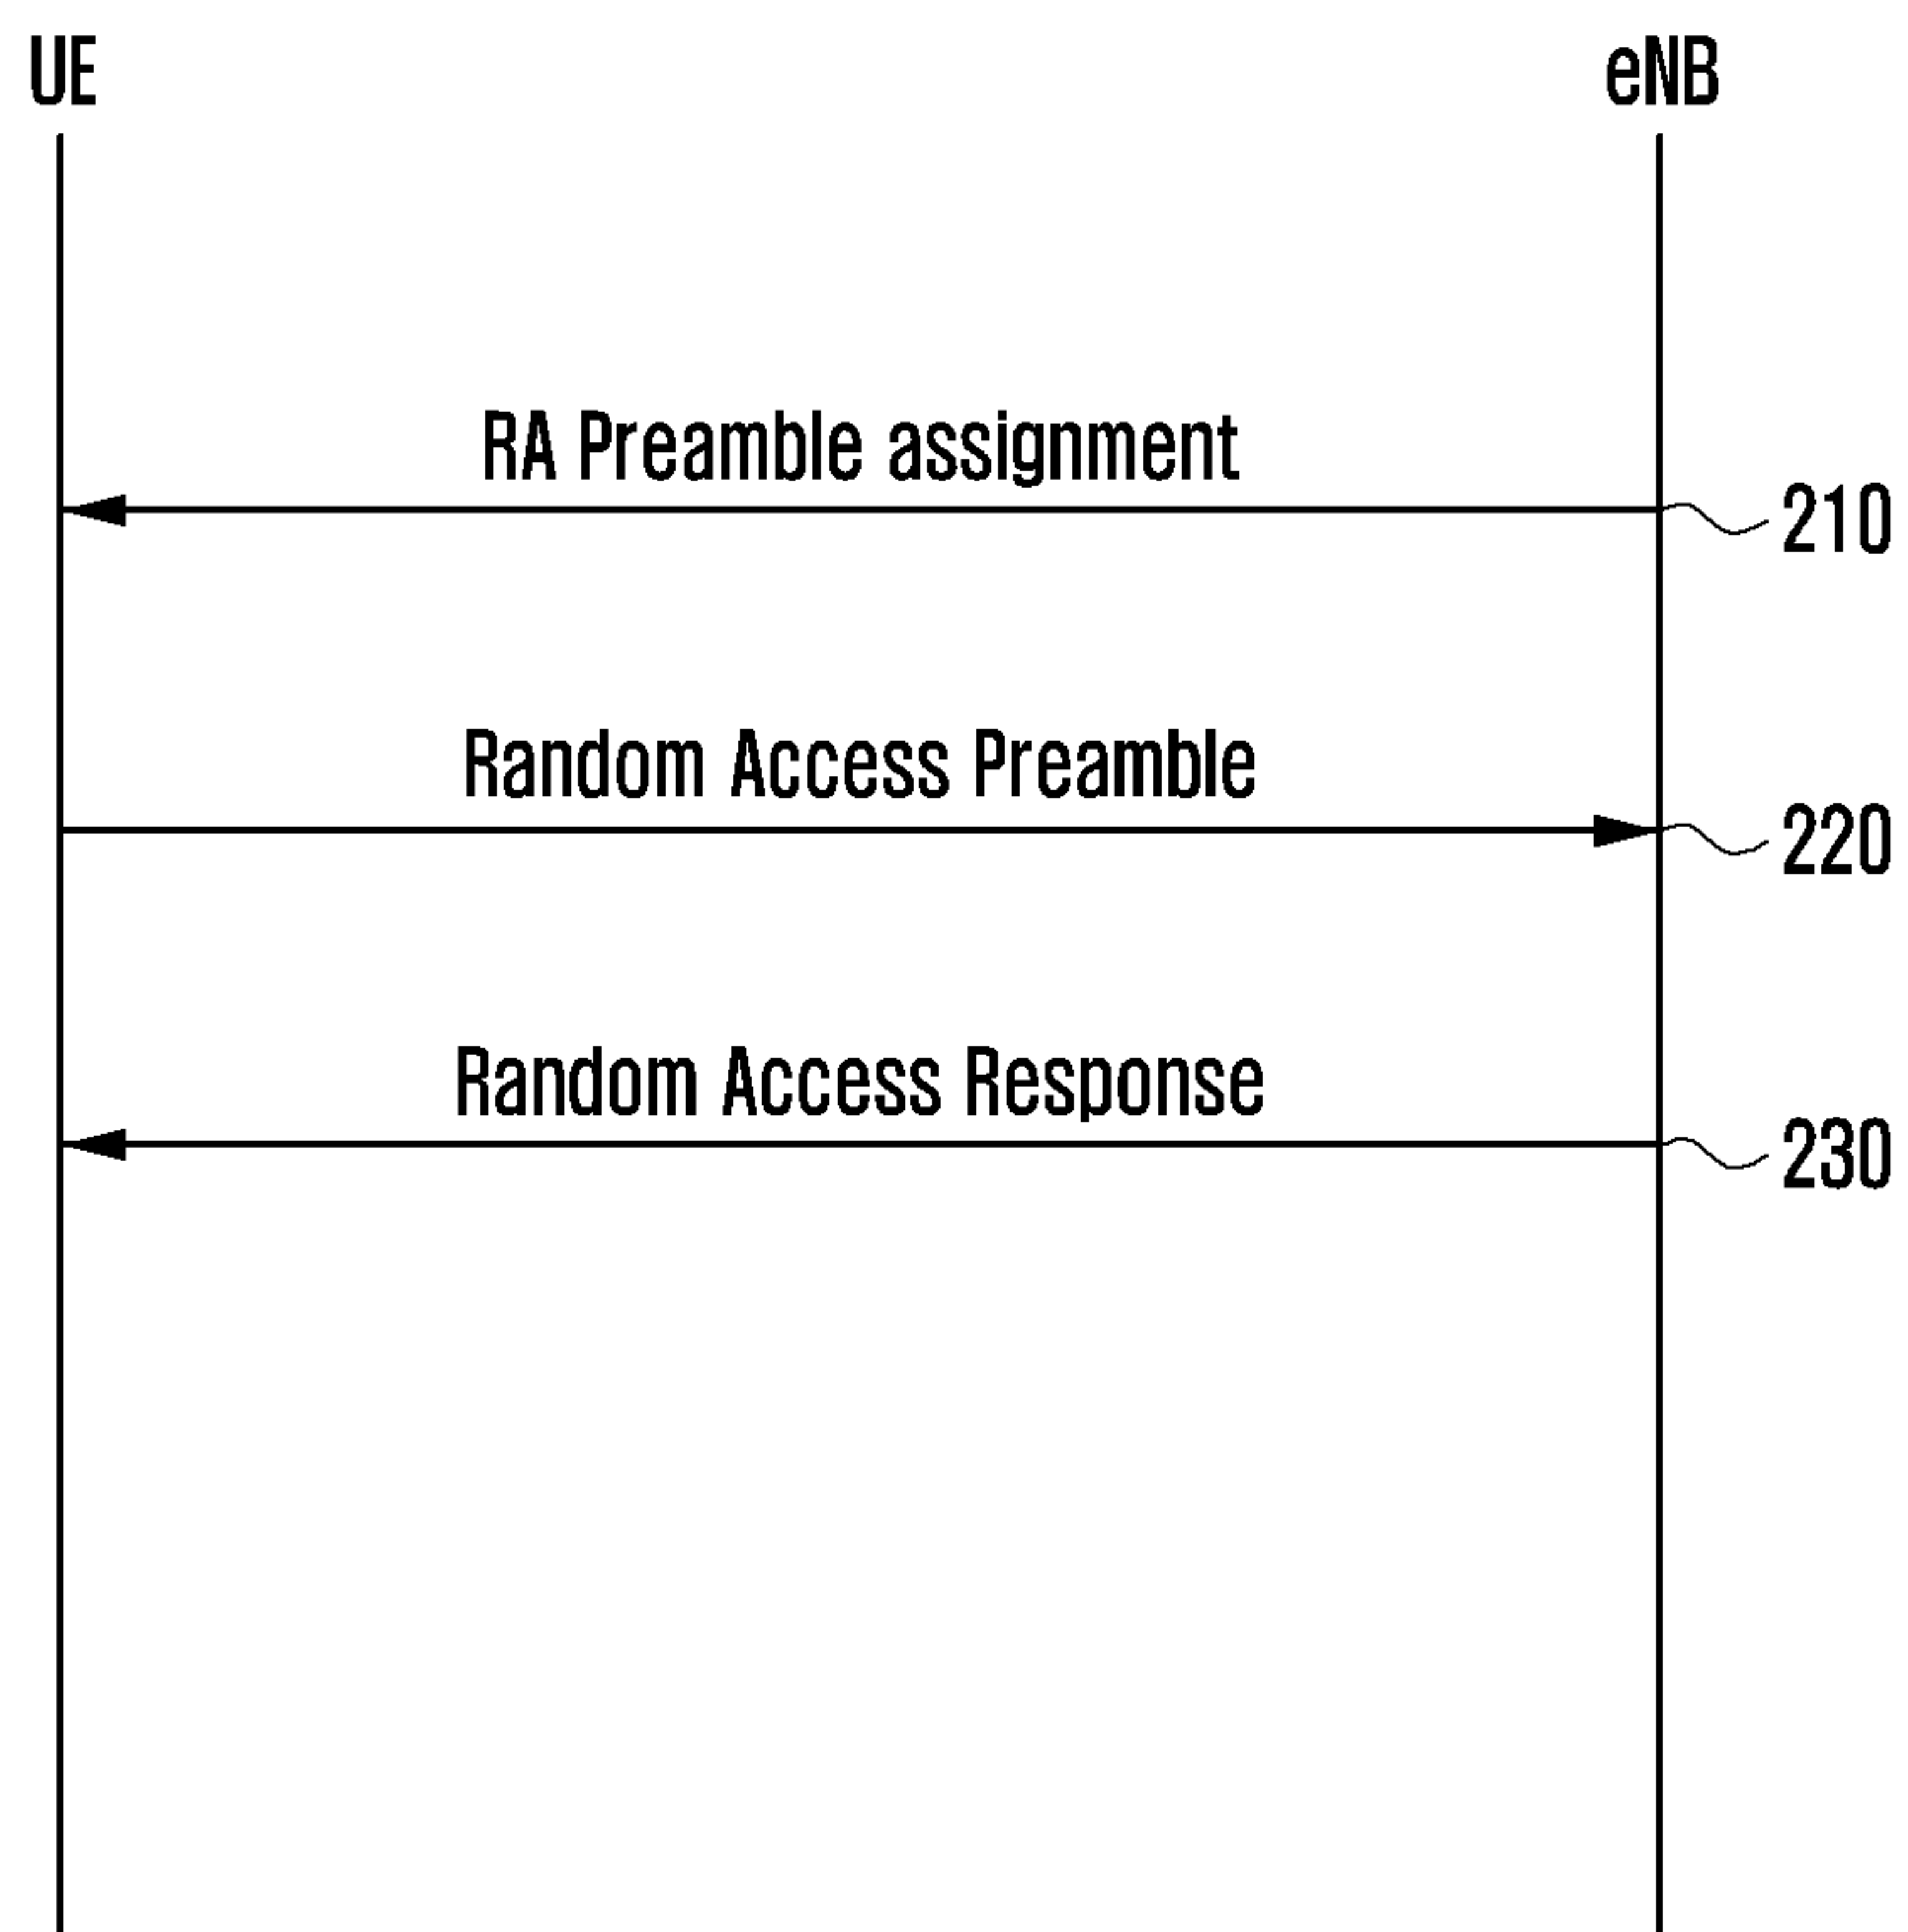 UE
eNB
RA Preamble assignment
210
Random Access Preamble
220
Random Access Response
230